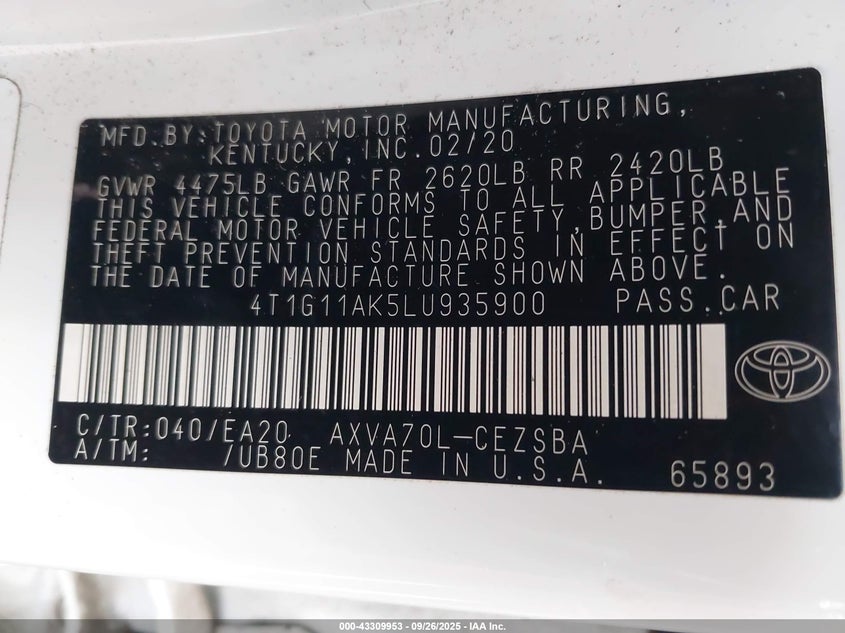 MFD.BY:TOYOTA MOTOR MANUFACTURING,
KENTUCKY,INC.02/20
GVWR 4475LB GAWR FR 2620LB RR 2420LB
THIS VEHICLE CONFORMS TO ALL APPLICABLE
FEDERAL MOTOR VEHICLE SAFETY,BUMPER,AND
THEFT PREVENTION STANDARDS IN EFFECT ON
THE DATE OF MANUFACTURE SHOWN ABOVE.
4T1G11AK5LU935900 PASS.CAR
C/TR:040/EA20 AXVA70L-CEZSBA
A/TM: /UB80E MADE IN U.S.A.
65893
000-43309953 - 09/26/2025 - IAA Inc.